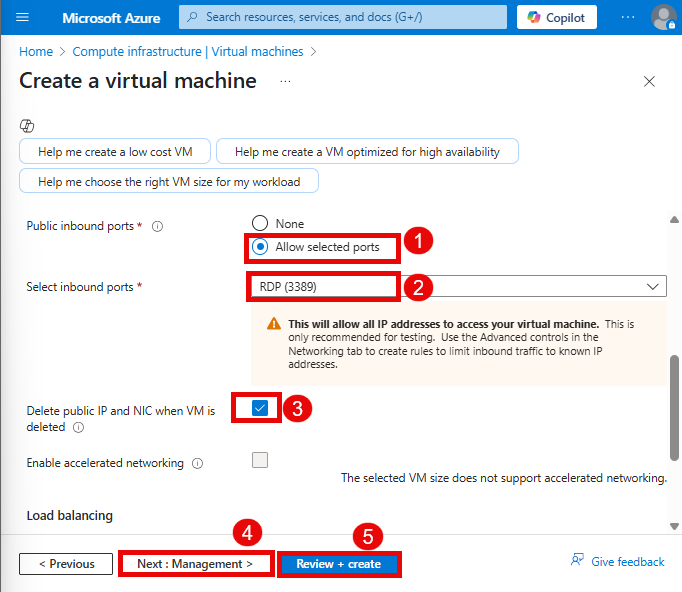 Microsoft Azure
Search resources, services, and docs (G+/)
Copilot
...
Home > Compute infrastructure | Virtual machines >
Create a virtual machine ...
Help me create a low cost VM
Help me create a VM optimized for high availability
Help me choose the right VM size for my workload
Public inbound ports *
None
Allow selected ports
1
Select inbound ports *
RDP (3389)
2
This will allow all IP addresses to access your virtual machine. This is
only recommended for testing. Use the Advanced controls in the
Networking tab to create rules to limit inbound traffic to known IP
addresses.
Delete public IP and NIC when VM is
deleted
3
Enable accelerated networking
The selected VM size does not support accelerated networking.
Load balancing
4
5
< Previous
Next : Management >
Review + create
Give feedback